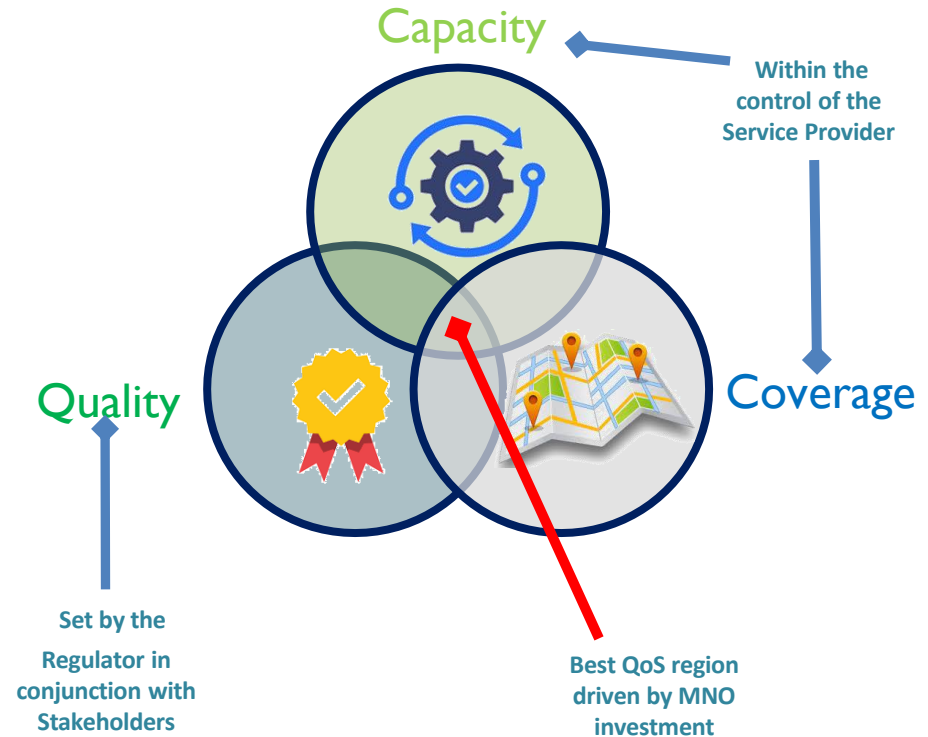 Capacity
Within the
control of the
Service Provider
Quality
Coverage
Set by the
Regulator in
conjunction with
Stakeholders
Best QoS region
driven by MNO
investment